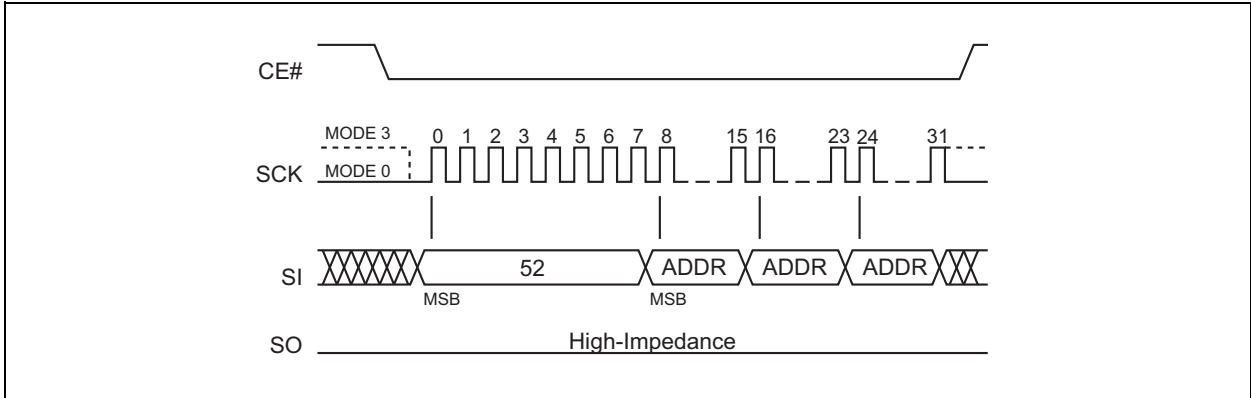 CE#
MODE 3
0 1 2 3 4 5 6 7 8 15 16 23 24 31
SCK
MODE 0
SI
52
ADDR ADDR ADDR
MSB MSB
SO
High-Impedance